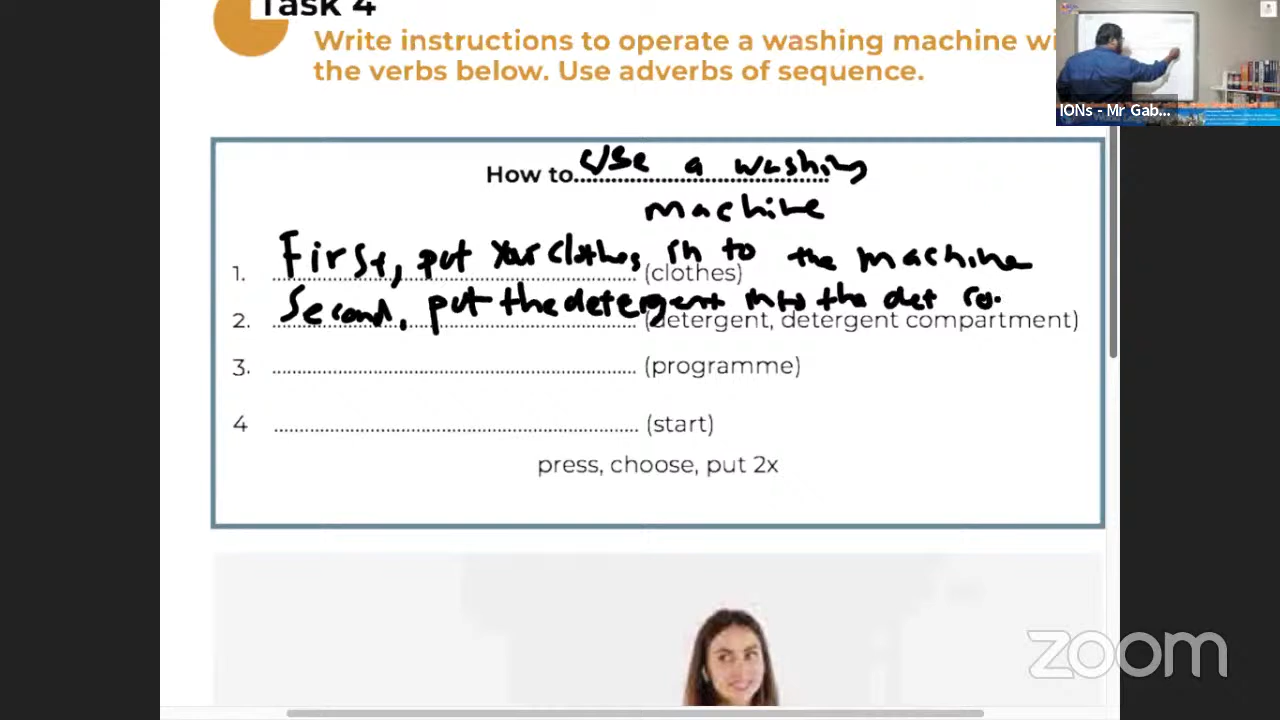 Task 4
Write instructions to operate a washing machine wi
the verbs below. Use adverbs of sequence.
IONs - Mr Gab...
How to use a washing
machine
1. First, put your clothes in to the machine (clothes)
2. Second, put the detergent into the det co. (detergent, detergent compartment)
3. (programme)
4 (start)
press, choose, put 2x
zoom